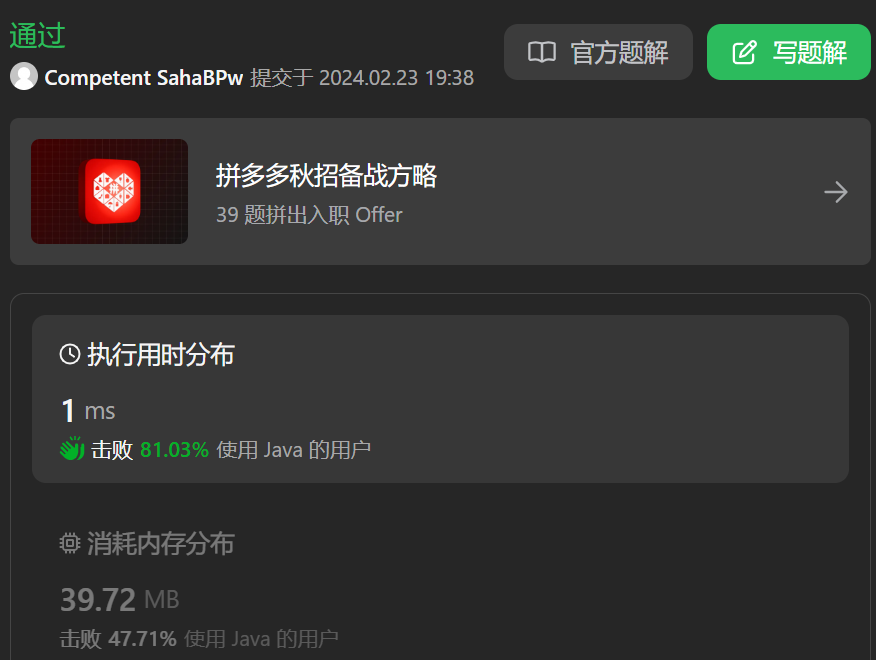 通过
官方题解
写题解
Competent SahaBPw 提交于 2024.02.23 19:38
拼多多秋招备战方略
39 题拼出入职 Offer
执行用时分布
1 ms
击败 81.03% 使用 Java 的用户
消耗内存分布
39.72 MB
击败 47.71% 使用 Java 的用户